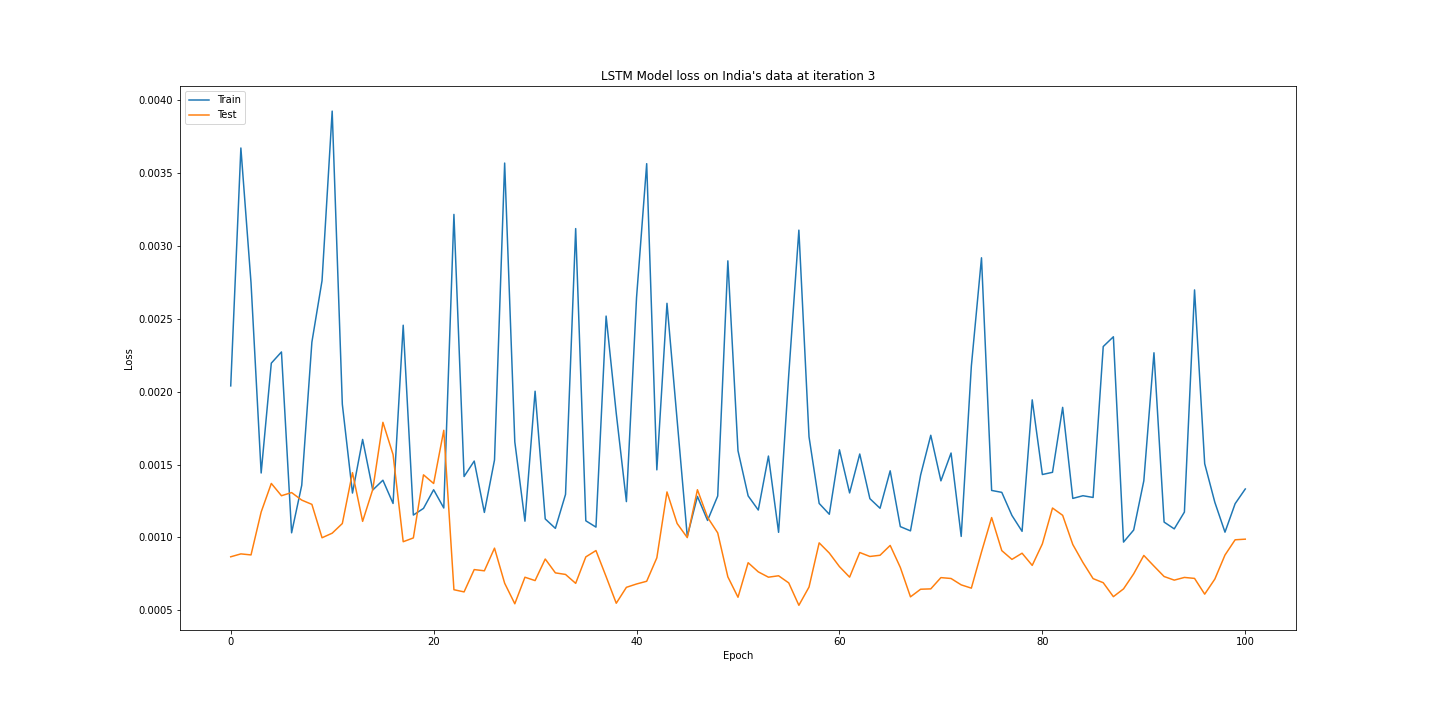 LSTM Model loss on India's data at iteration 3
Train
Test
0.0040
0.0035
0.0030
0.0025
0.0020
0.0015
0.0010
0.0005
Loss
0 20 40 60 80 100
Epoch